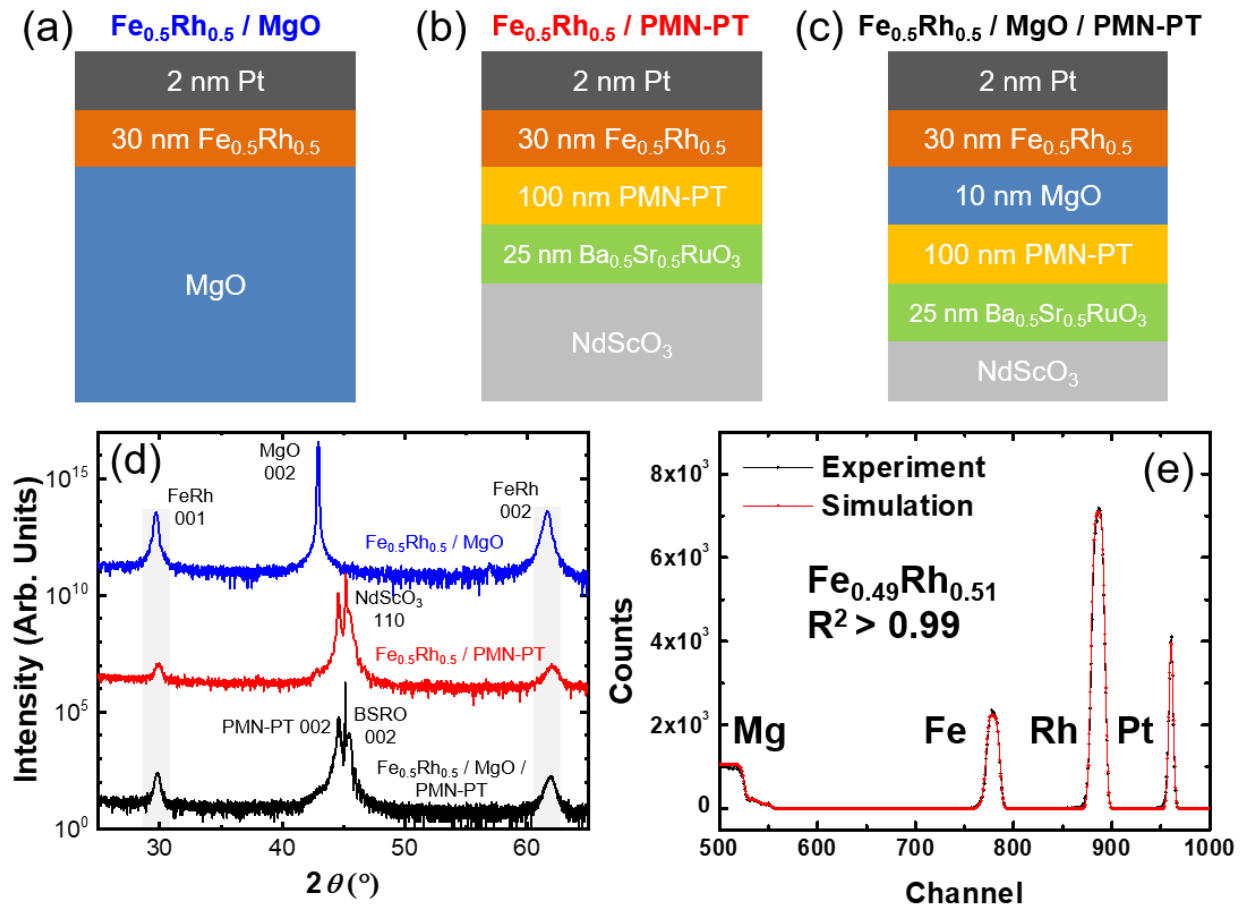 (a) Fe0.5Rh0.5 / MgO
2 nm Pt
30 nm Fe0.5Rh0.5
MgO
(b) Fe0.5Rh0.5 / PMN-PT
2 nm Pt
30 nm Fe0.5Rh0.5
100 nm PMN-PT
25 nm Ba0.5Sr0.5RuO3
NdScO3
(c) Fe0.5Rh0.5 / MgO / PMN-PT
2 nm Pt
30 nm Fe0.5Rh0.5
10 nm MgO
100 nm PMN-PT
25 nm Ba0.5Sr0.5RuO3
NdScO3
(d)
Intensity (Arb. Units)
10^15
10^10
10^5
10^0
FeRh
001
MgO
002
FeRh
002
Fe0.5Rh0.5 / MgO
NdScO3
110
Fe0.5Rh0.5 / PMN-PT
PMN-PT 002
BSRO
002
Fe0.5Rh0.5 / MgO /
PMN-PT
30 40 50 60
2θ (°)
(e)
Counts
8x10^3
6x10^3
4x10^3
2x10^3
0
Experiment
Simulation
Fe0.49Rh0.51
R^2 > 0.99
Mg Fe Rh Pt
500 600 700 800 900 1000
Channel